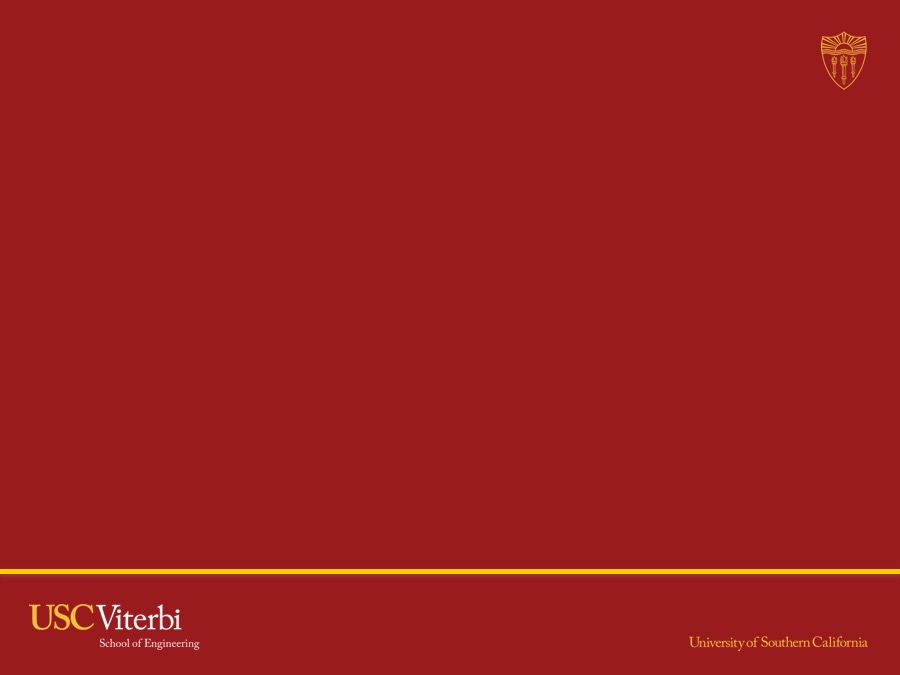 USC Viterbi
School of Engineering
University of Southern California